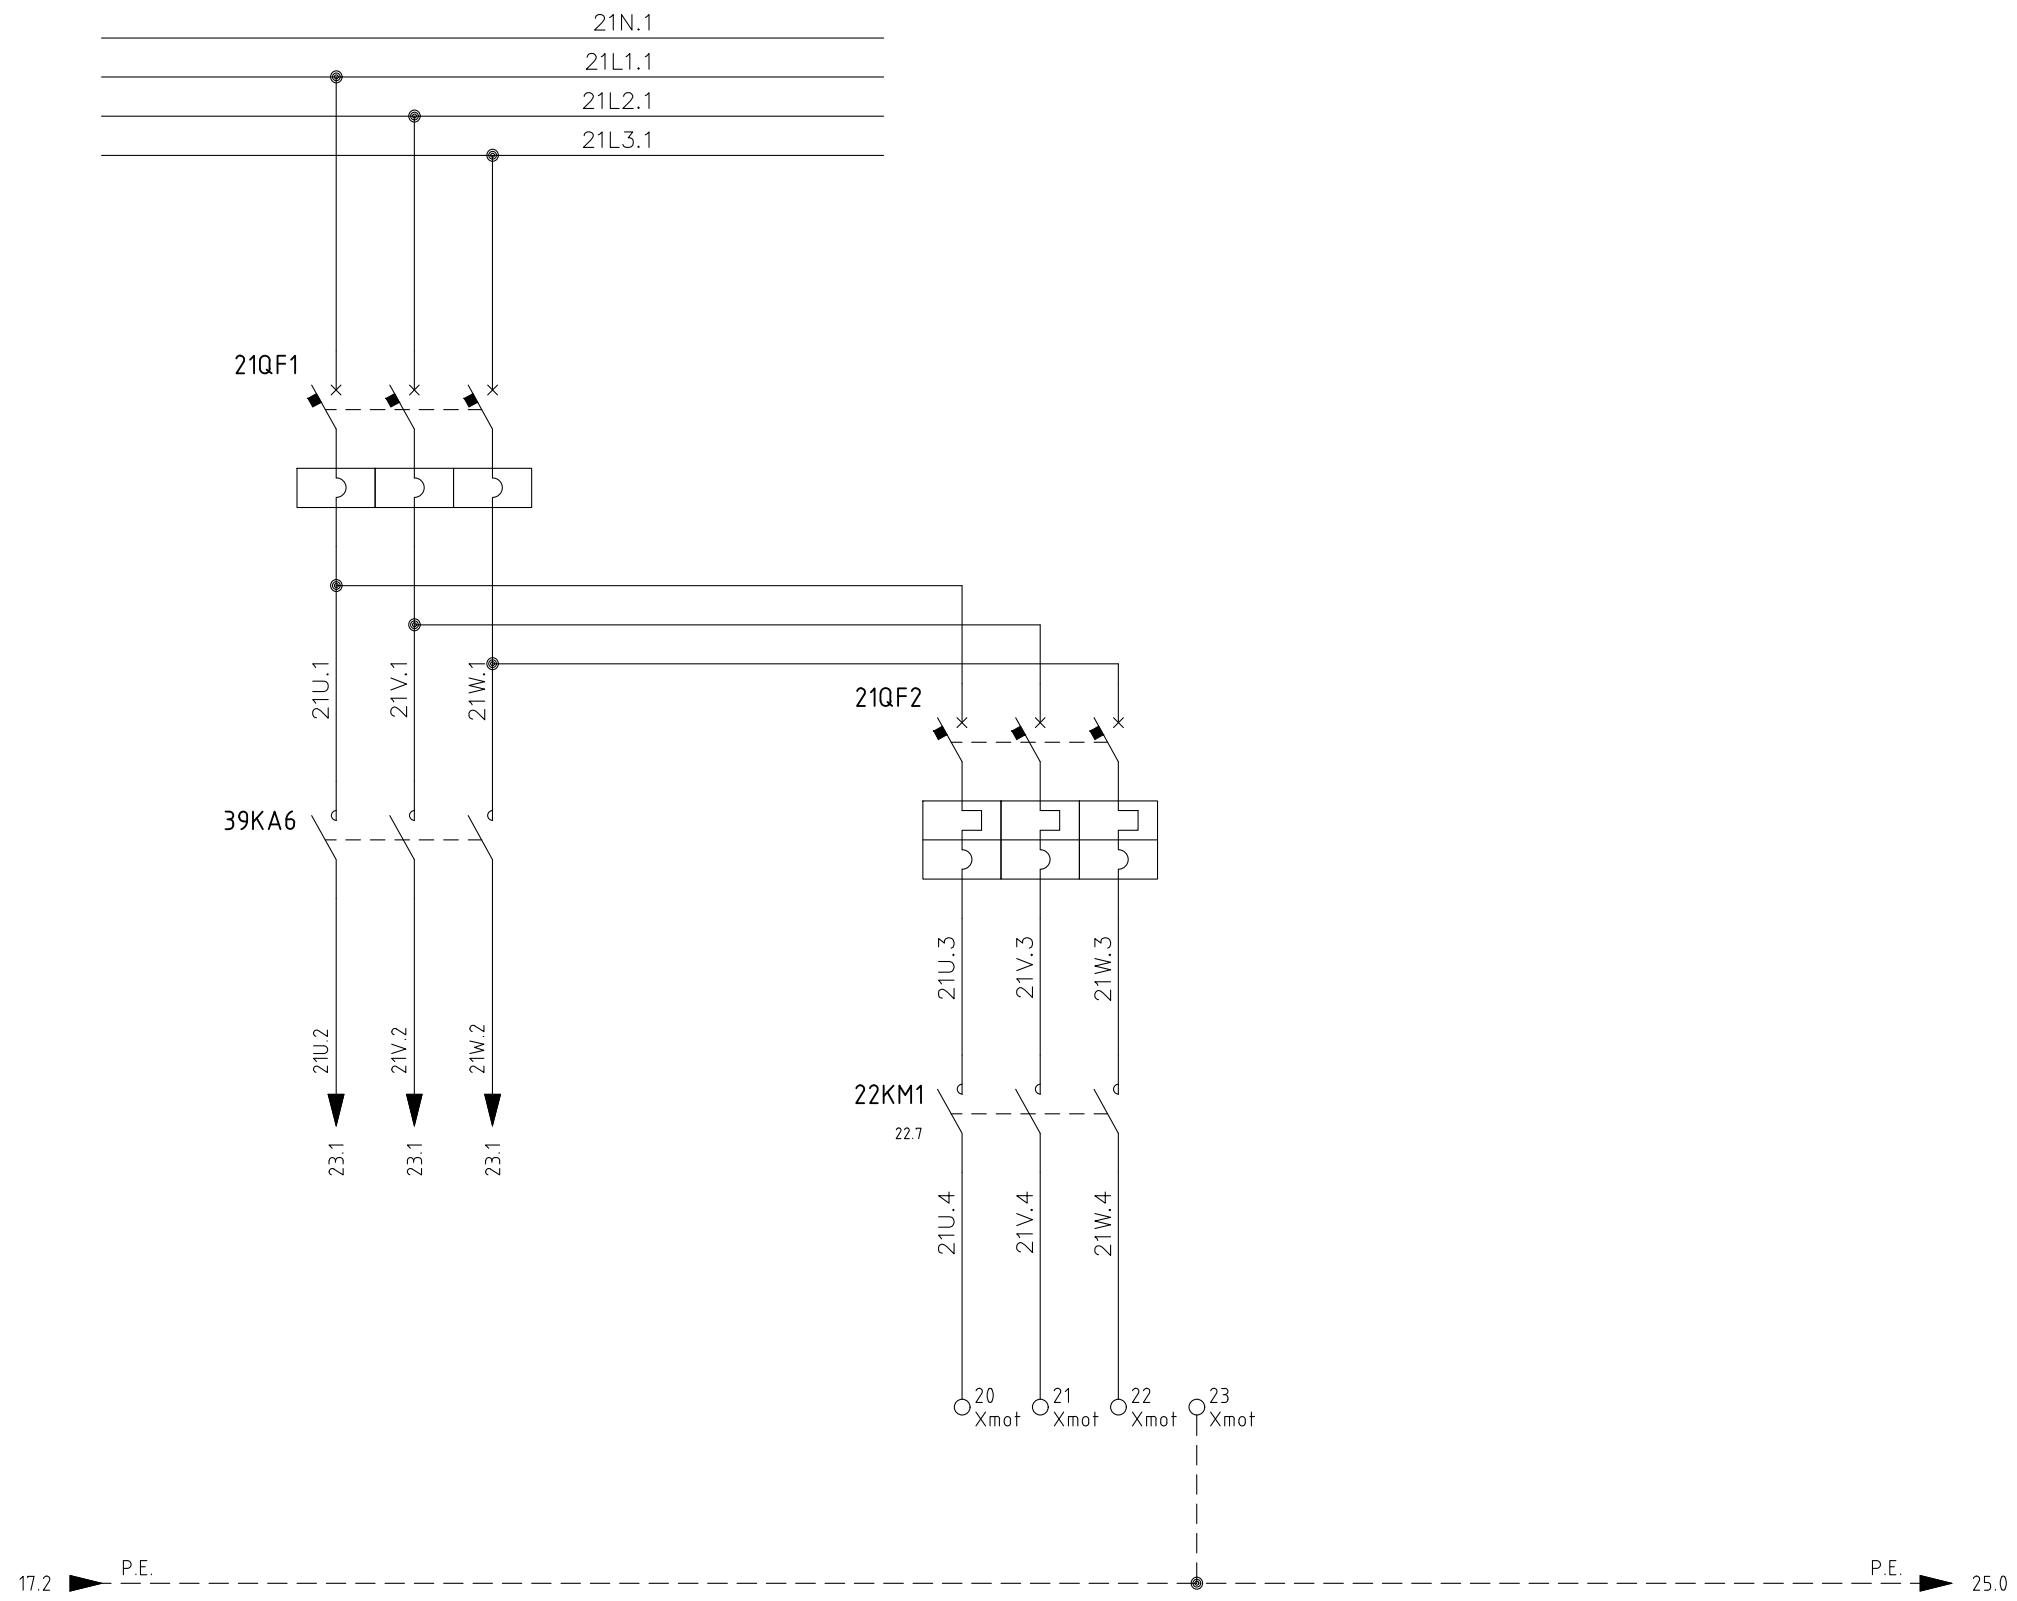 21N.1
21L1.1
21L2.1
21L3.1
21QF1
21U.1
21V.1
21W.1
21QF2
39KA6
21U.3
21V.3
21W.3
21U.2
21V.2
21W.2
22KM1
22.7
23.1
23.1
23.1
21U.4
21V.4
21W.4
20
Xmot
21
Xmot
22
Xmot
23
Xmot
17.2
P.E.
P.E.
25.0